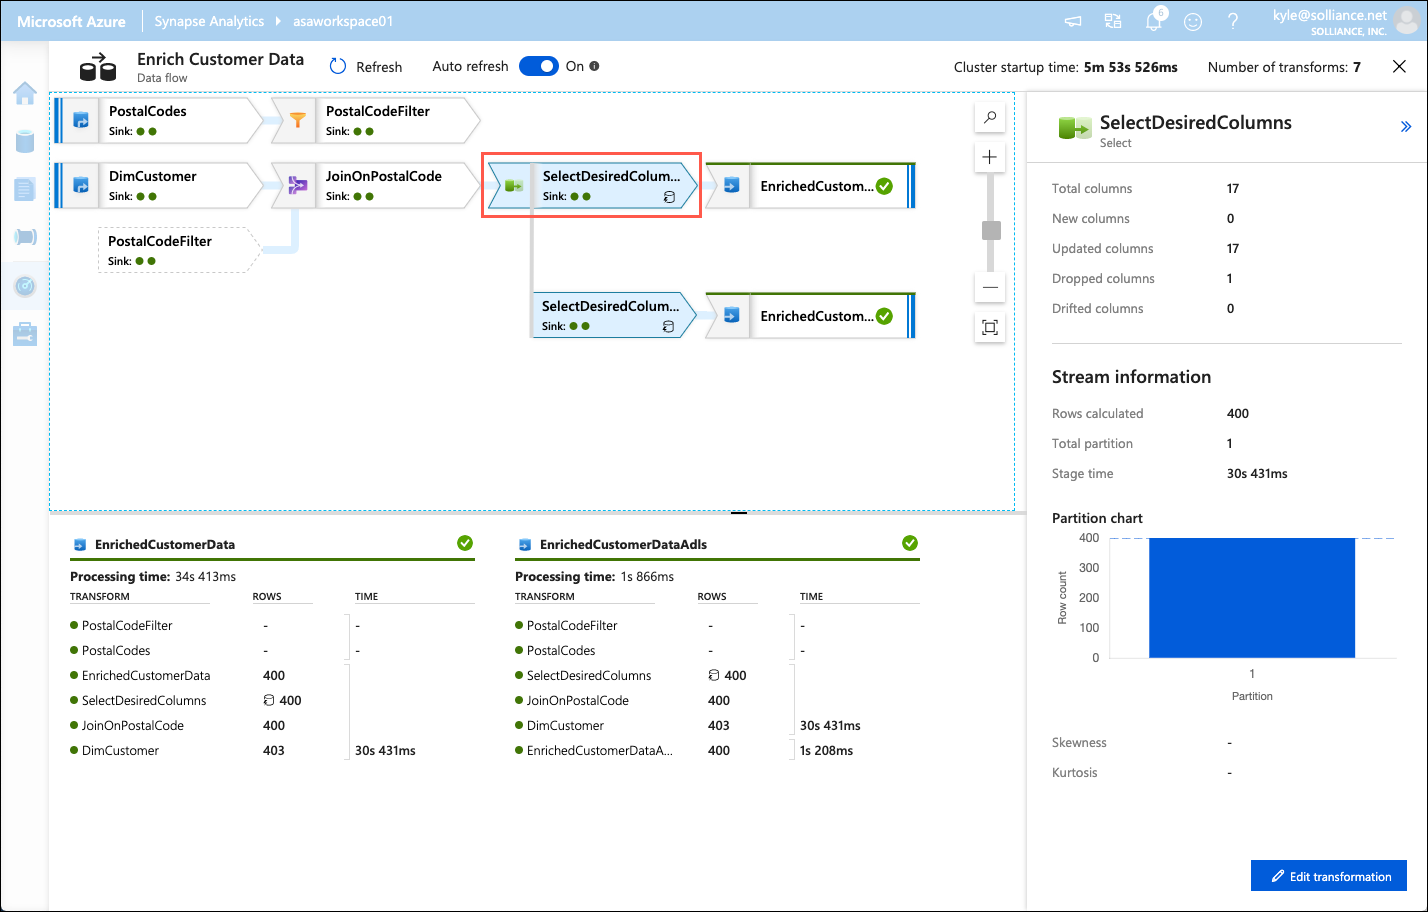 Microsoft Azure
Synapse Analytics
asaworkspace01
6
kyle@solliance.net
SOLLIANCE, INC.
Enrich Customer Data
Data flow
Refresh
Auto refresh
On
Cluster startup time: 5m 53s 526ms
Number of transforms: 7
PostalCodes
Sink:
PostalCodeFilter
Sink:
DimCustomer
Sink:
JoinOnPostalCode
Sink:
SelectDesiredColum...
Sink:
EnrichedCustom...
PostalCodeFilter
Sink:
SelectDesiredColum...
Sink:
EnrichedCustom...
EnrichedCustomerData
Processing time: 34s 413ms
TRANSFORM ROWS TIME
PostalCodeFilter - -
PostalCodes - -
EnrichedCustomerData 400
SelectDesiredColumns 400
JoinOnPostalCode 400
DimCustomer 403 30s 431ms
EnrichedCustomerDataAdls
Processing time: 1s 866ms
TRANSFORM ROWS TIME
PostalCodeFilter - -
PostalCodes - -
SelectDesiredColumns 400
JoinOnPostalCode 400
DimCustomer 403 30s 431ms
EnrichedCustomerDataA... 400 1s 208ms
SelectDesiredColumns
Select
Total columns 17
New columns 0
Updated columns 17
Dropped columns 1
Drifted columns 0
Stream information
Rows calculated 400
Total partition 1
Stage time 30s 431ms
Partition chart
400
300
200
100
0
Row count
1
Partition
Skewness -
Kurtosis -
Edit transformation